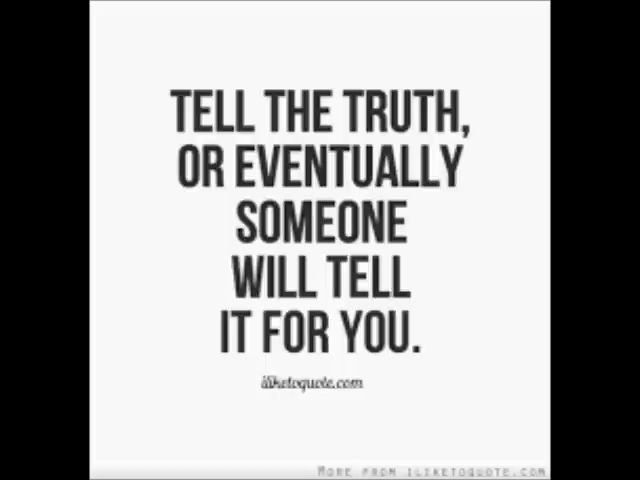 TELL THE TRUTH,
OR EVENTUALLY
SOMEONE
WILL TELL
IT FOR YOU.
iliketoquote.com
MORE FROM ILIKETOQUOTE.COM